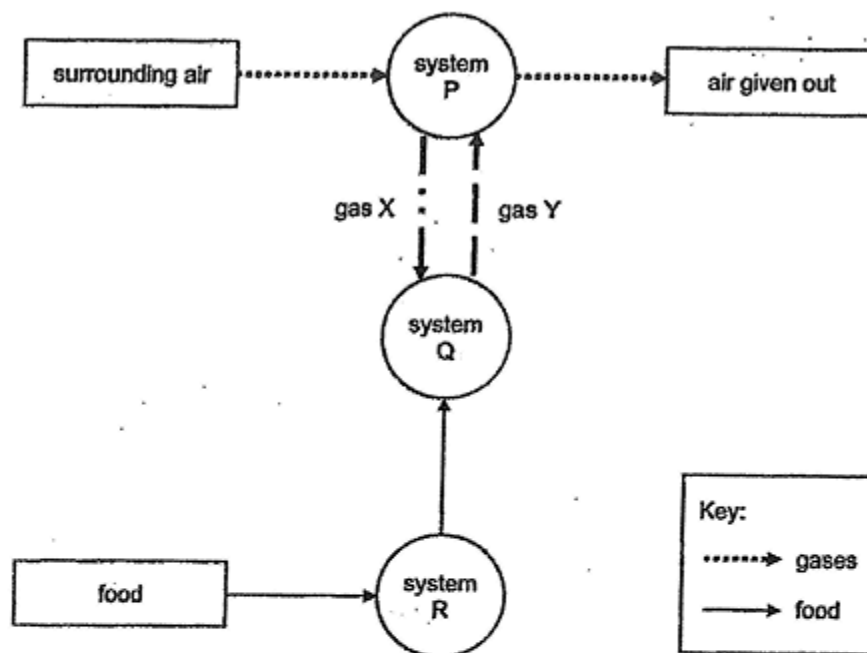 surrounding air
system
P
air given out
gas X
gas Y
system
Q
food
system
R
Key:
gases
food